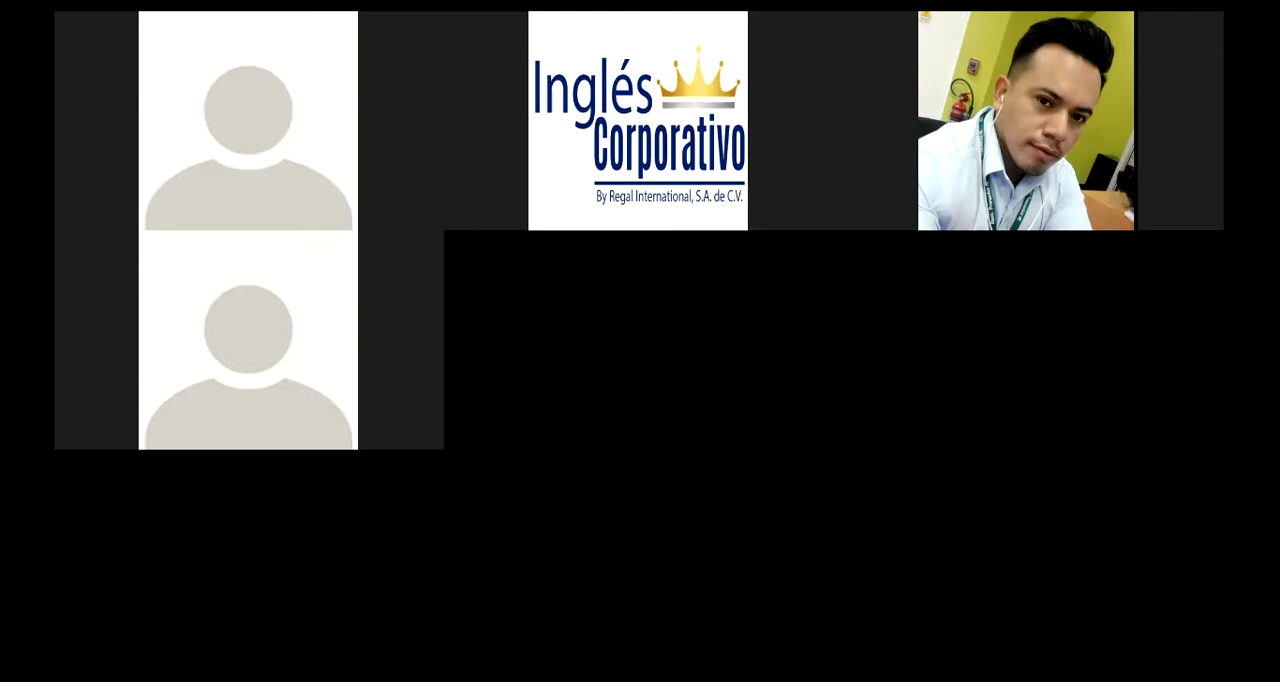 Inglés
Corporativo
By Regal International, S.A. de C.V.